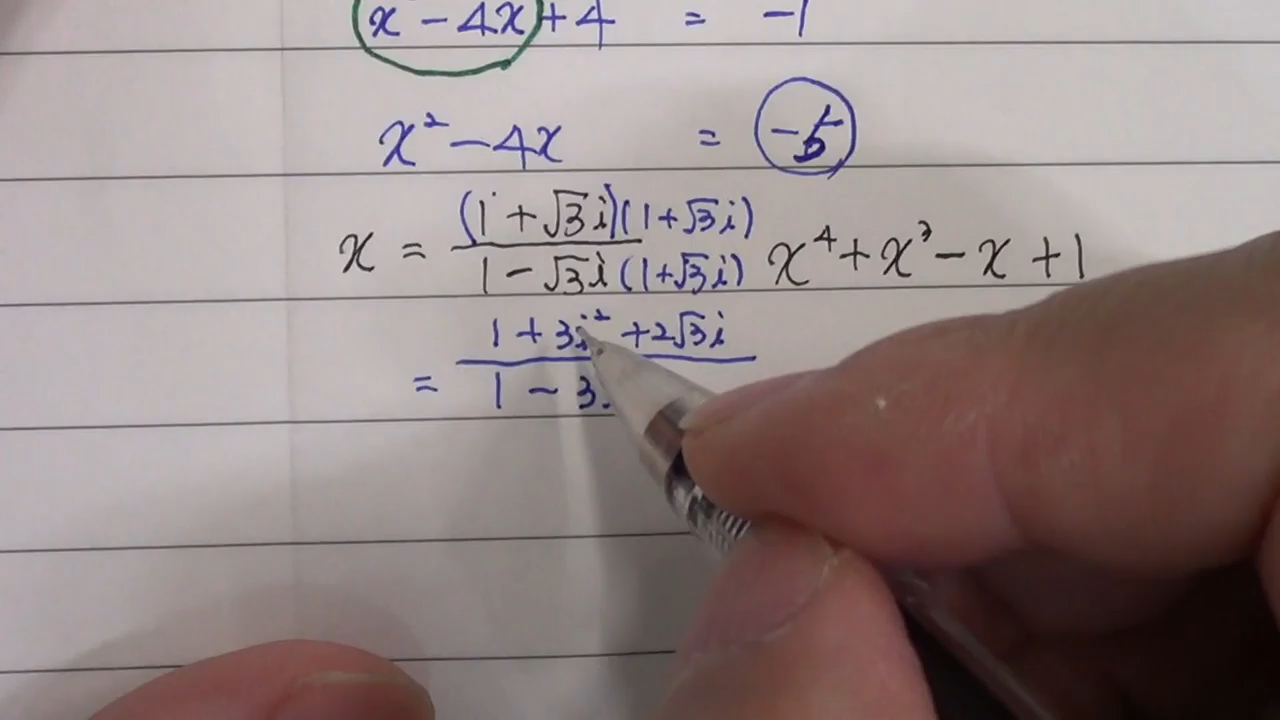 x - 4x + 4 = -1
x² - 4x = -5
x = (1 + √3i)(1 + √3i) / 1 - √3i (1 + √3i) x⁴ + x³ - x + 1
= 1 + 3i² + 2√3i / 1 - 3